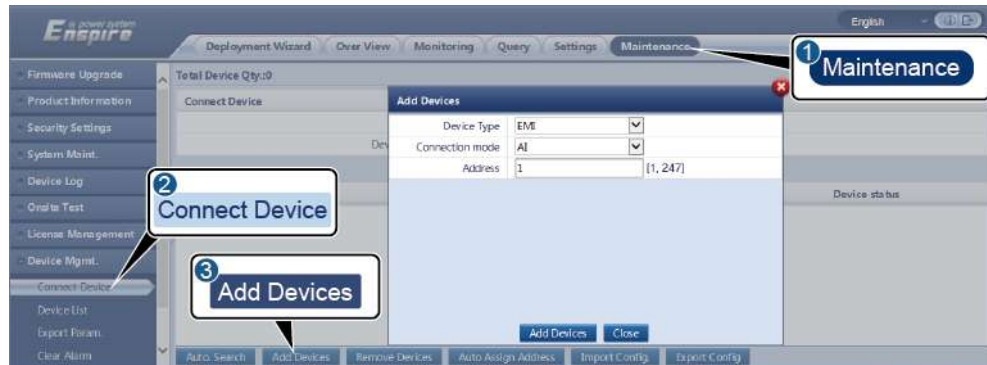 is power system
Enspire
English
Deployment Wizard
Over View
Monitoring
Query
Settings
Maintenance
1
Maintenance
Firmware Upgrade
Product Information
Security Settings
System Maint.
Device Log
Onsite Test
License Management
Device Mgmt.
Connect Device
Device List
Export Param.
Clear Alarm
Total Device Qty.:0
Connect Device
Dev
Device status
Add Devices
Device Type EMI
Connection mode AI
Address 1 [1, 247]
Add Devices
Close
2
Connect Device
3
Add Devices
Auto. Search
Add Devices
Remove Devices
Auto Assign Address
Import Config.
Export Config